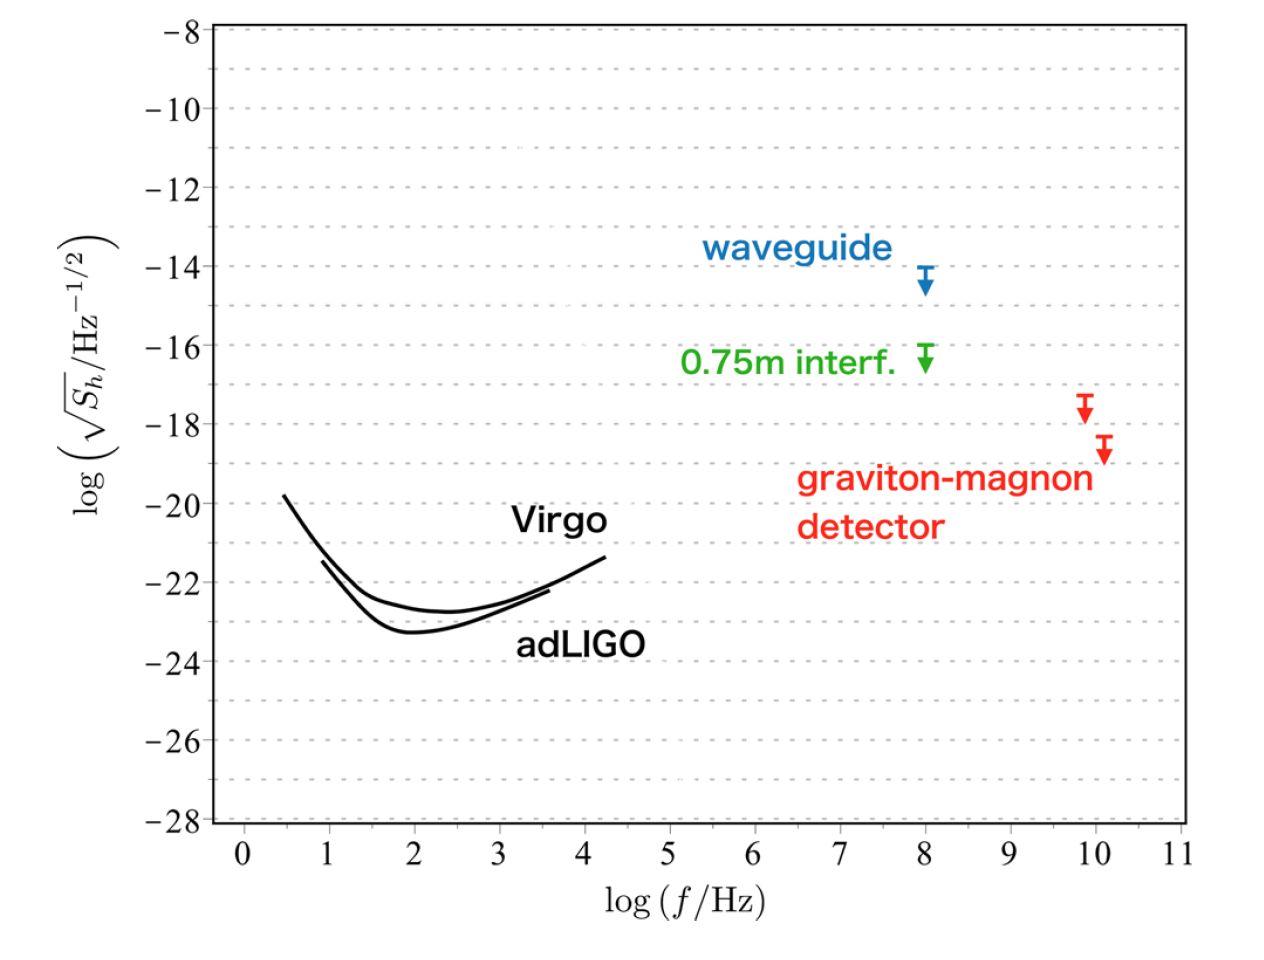 −8
−10
−12
−14
−16
−18
−20
−22
−24
−26
−28
log (√S_h/Hz^{−1/2})
waveguide
0.75m interf.
graviton-magnon
detector
Virgo
adLIGO
0 1 2 3 4 5 6 7 8 9 10 11
log (f/Hz)